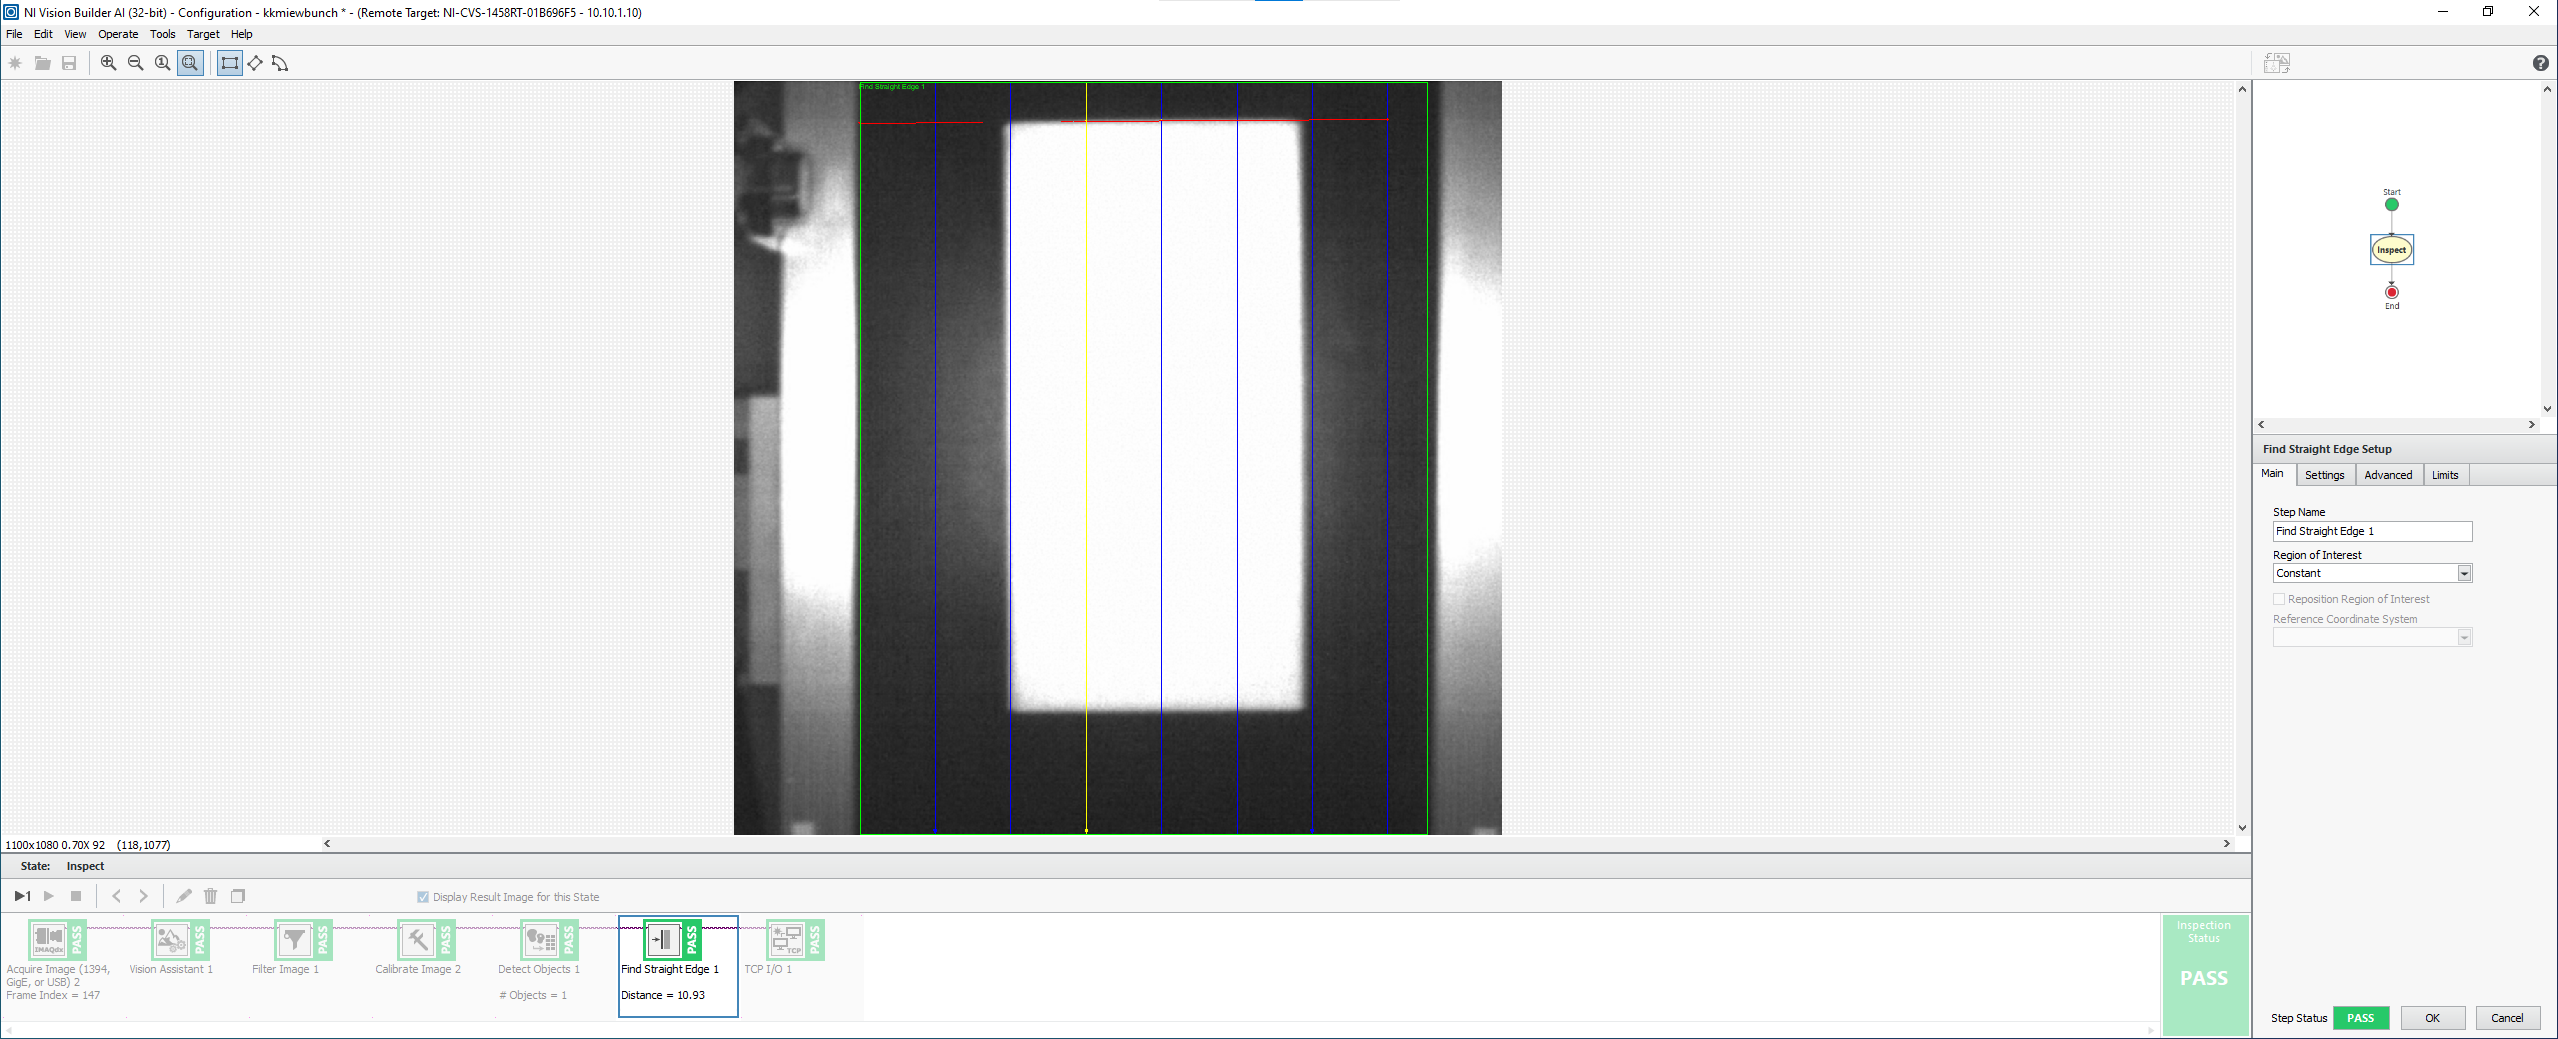 NI Vision Builder AI (32-bit) - Configuration - kkmiewbunch * - (Remote Target: NI-CVS-1458RT-01B696F5 - 10.10.1.10)
File Edit View Operate Tools Target Help
Find Straight Edge 1
Start
Inspect
End
Find Straight Edge Setup
Main Settings Advanced Limits
Step Name
Find Straight Edge 1
Region of Interest
Constant
Reposition Region of Interest
Reference Coordinate System
1100x1080 0.70X 92 (118,1077)
State: Inspect
1
Display Result Image for this State
IMAQdx PASS
Acquire Image (1394,
GigE, or USB) 2
Frame Index = 147
PASS
Vision Assistant 1
PASS
Filter Image 1
PASS
Calibrate Image 2
PASS
Detect Objects 1
# Objects = 1
PASS
Find Straight Edge 1
Distance = 10.93
TCP PASS
TCP I/O 1
Inspection
Status
PASS
Step Status PASS OK Cancel